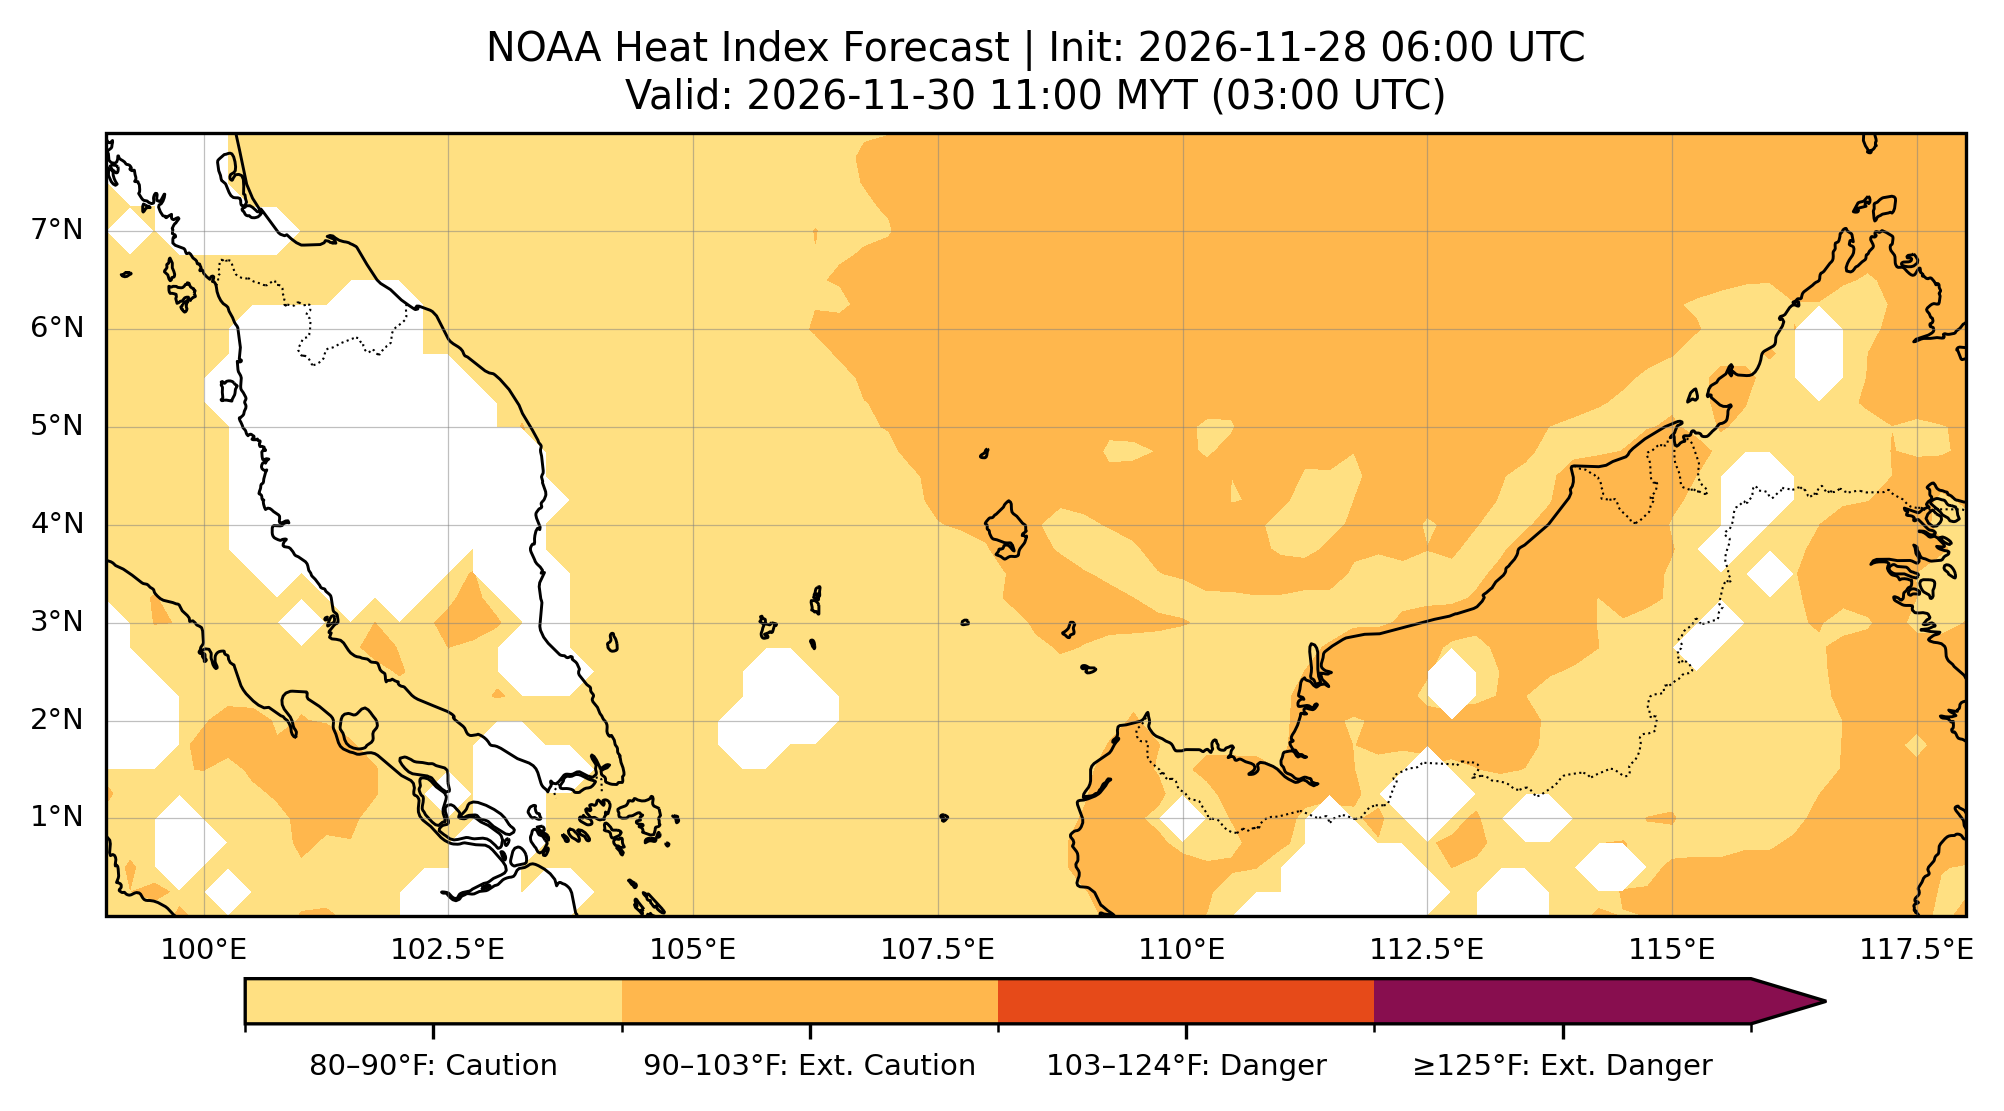 NOAA Heat Index Forecast | Init: 2026-11-28 06:00 UTC
Valid: 2026-11-30 11:00 MYT (03:00 UTC)
7°N
6°N
5°N
4°N
3°N
2°N
1°N
100°E
102.5°E
105°E
107.5°E
110°E
112.5°E
115°E
117.5°E
80–90°F: Caution
90–103°F: Ext. Caution
103–124°F: Danger
≥125°F: Ext. Danger